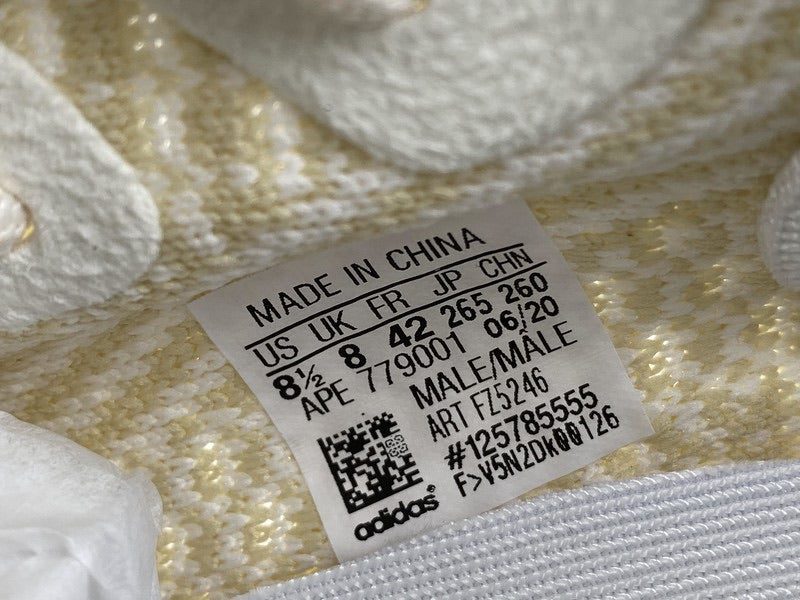 MADE IN CHINA
US UK FR JP CHN
8½ 8 42 265 260
APE 779001 06/20
MALE/MÂLE
ART FZ5246
#125785555
F>V5N2DK00126
adidas®